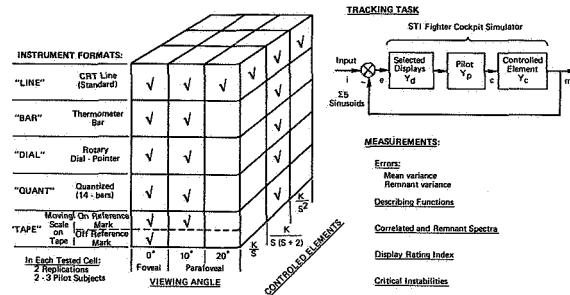 INSTRUMENT FORMATS:
"LINE" CRT Line
(Standard)
"BAR" Thermometer
Bar
"DIAL" Rotary
Dial - Pointer
"QUANT" Quantized
(14 - bars)
"TAPE" Moving Scale on Tape
On Reference
Mark
Off Reference
Mark
In Each Tested Cell:
2 Replications
2 - 3 Pilot Subjects
0° 10° 20°
Foveal Parafoveal
VIEWING ANGLE
K/S
K/S(S + 2)
K/S²
CONTROLED ELEMENTS
TRACKING TASK
STI Fighter Cockpit Simulator
Input
i
Σ5
Sinusoids
-
e
Selected
Displays
Yd
Pilot
Yp
c
Controlled
Element
Yc
m
MEASUREMENTS:
Errors:
Mean variance
Remnant variance
Describing Functions
Correlated and Remnant Spectra
Display Rating Index
Critical Instabilities